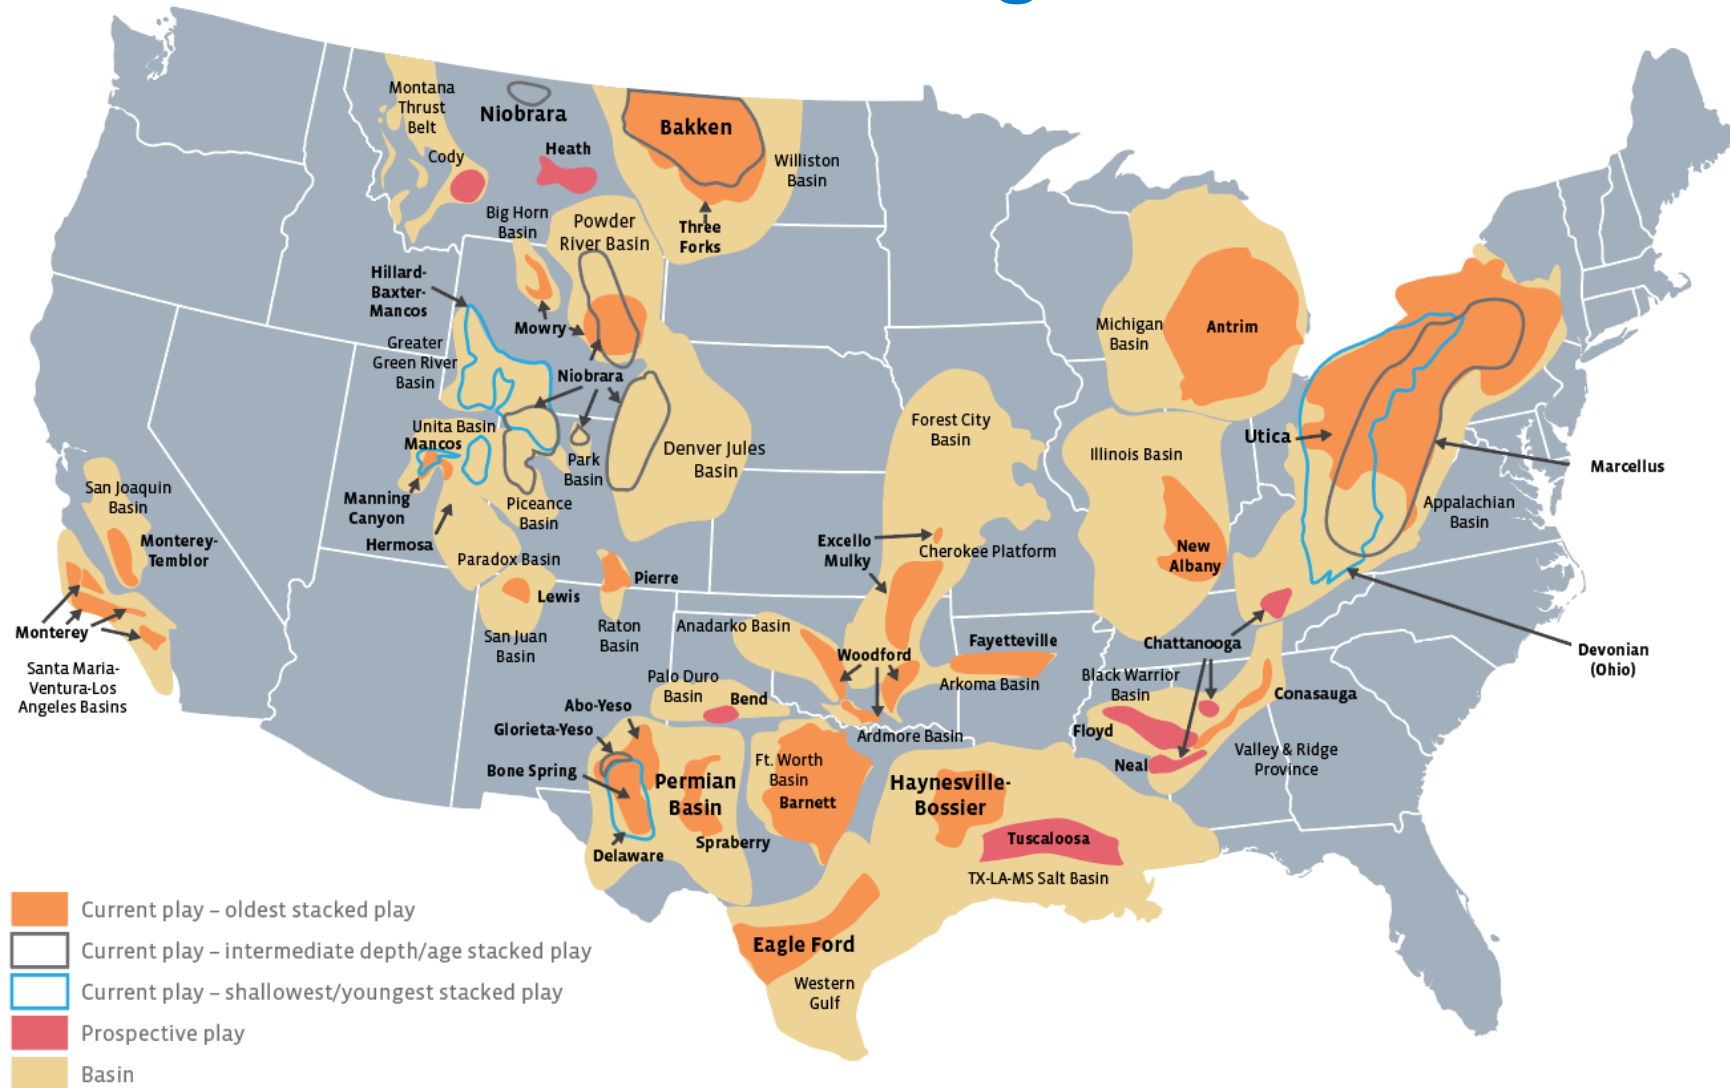 Montana
Thrust
Belt
Cody
Niobrara
Heath
Bakken
Williston
Basin
Three
Forks
Big Horn
Basin
Powder
River Basin
Hillard-
Baxter-
Mancos
Mowry
Greater
Green River
Basin
Niobrara
Unita Basin
Mancos
Park
Basin
Denver Jules
Basin
Manning
Canyon
Piceance
Basin
Hermosa
Paradox Basin
San Joaquin
Basin
Monterey-
Temblor
Monterey
Santa Maria-
Ventura-Los
Angeles Basins
Lewis
San Juan
Basin
Pierre
Raton
Basin
Michigan
Basin
Antrim
Forest City
Basin
Illinois Basin
New
Albany
Utica
Marcellus
Appalachian
Basin
Devonian
(Ohio)
Excello
Mulky
Cherokee Platform
Anadarko Basin
Woodford
Fayetteville
Arkoma Basin
Ardmore Basin
Palo Duro
Basin
Bend
Abo-Yeso
Glorieta-Yeso
Bone Spring
Permian
Basin
Delaware
Spraberry
Ft. Worth
Basin
Barnett
Haynesville-
Bossier
Tuscaloosa
TX-LA-MS Salt Basin
Chattanooga
Black Warrior
Basin
Floyd
Neal
Conasauga
Valley & Ridge
Province
Eagle Ford
Western
Gulf
Current play – oldest stacked play
Current play – intermediate depth/age stacked play
Current play – shallowest/youngest stacked play
Prospective play
Basin